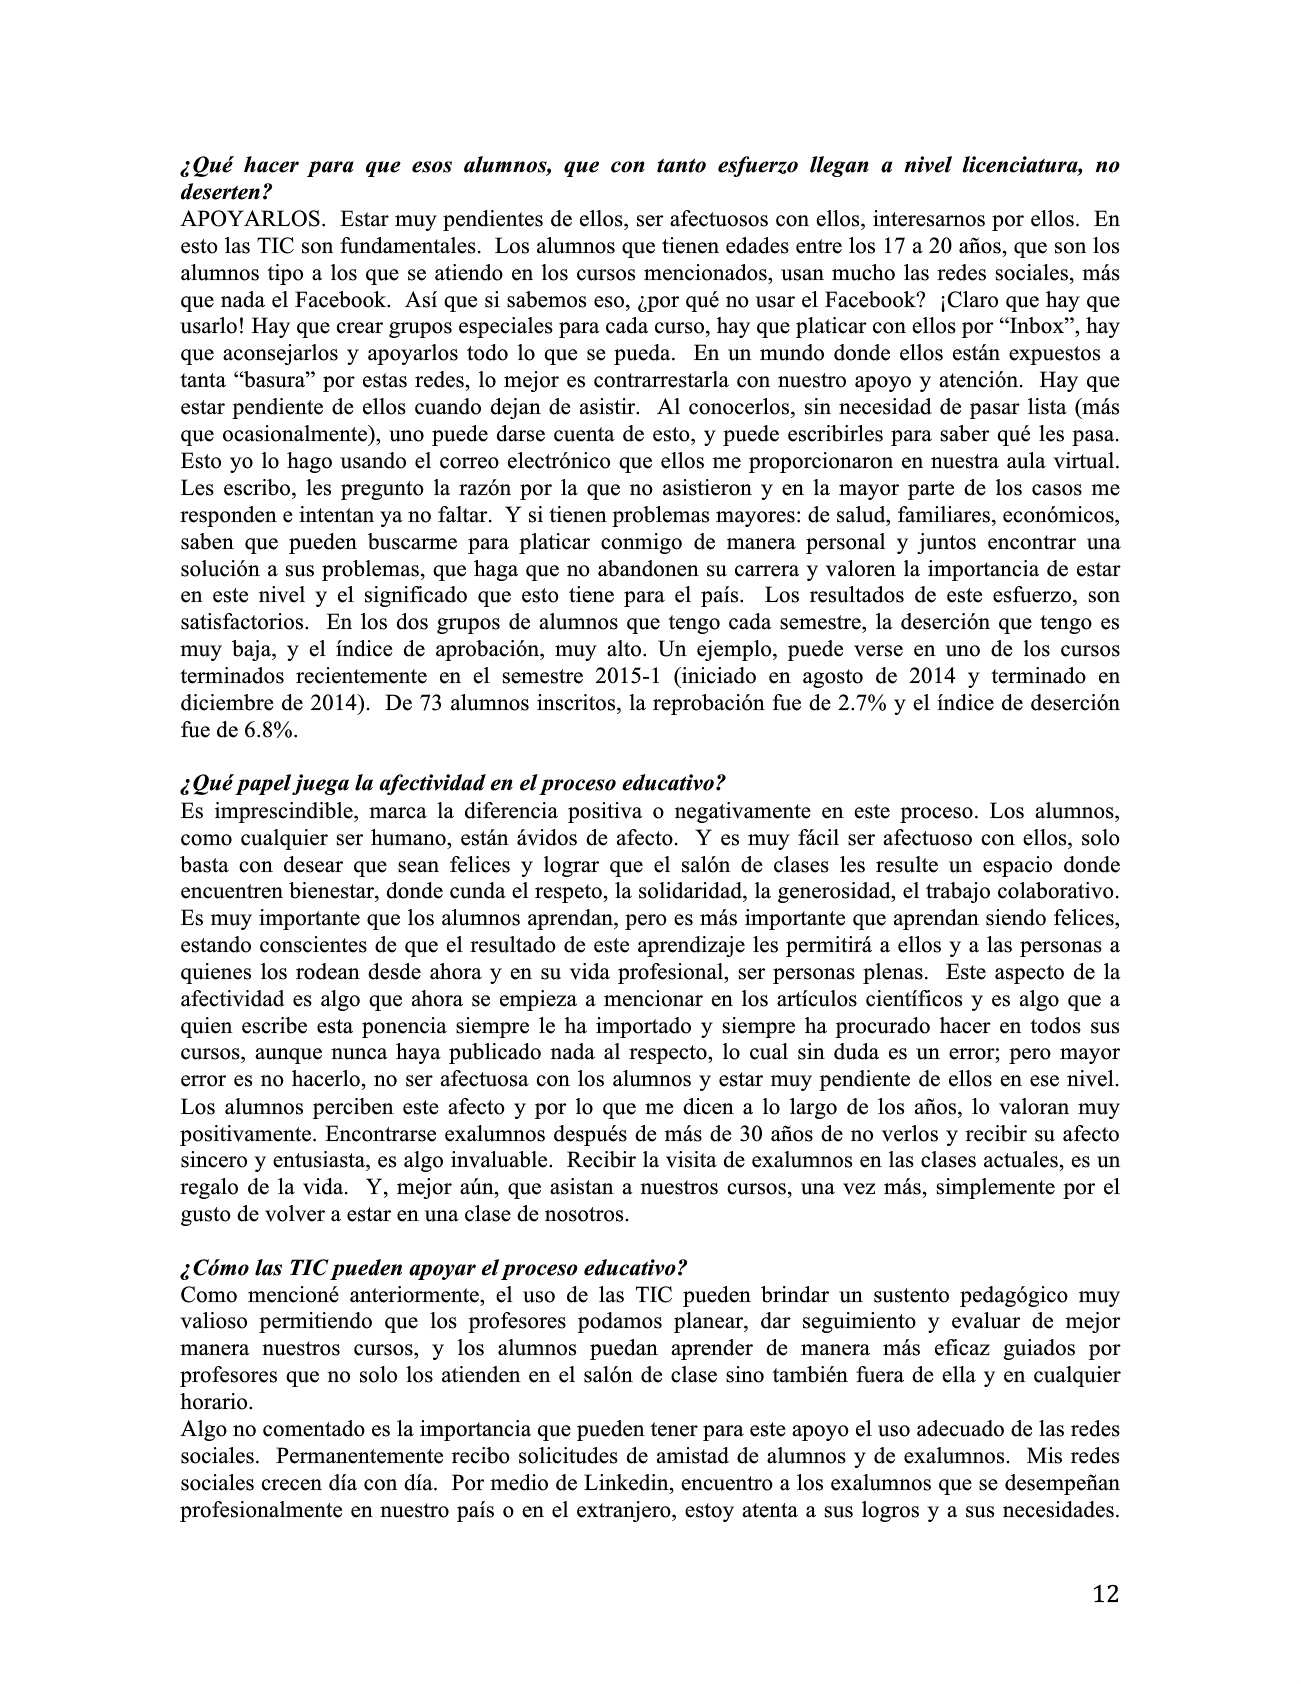 ¿Qué hacer para que esos alumnos, que con tanto esfuerzo llegan a nivel licenciatura, no
deserten?
APOYARLOS.  Estar muy pendientes de ellos, ser afectuosos con ellos, interesarnos por ellos.  En
esto las TIC son fundamentales.  Los alumnos que tienen edades entre los 17 a 20 años, que son los
alumnos tipo a los que se atiendo en los cursos mencionados, usan mucho las redes sociales, más
que nada el Facebook.  Así que si sabemos eso, ¿por qué no usar el Facebook?  ¡Claro que hay que
usarlo! Hay que crear grupos especiales para cada curso, hay que platicar con ellos por “Inbox”, hay
que aconsejarlos y apoyarlos todo lo que se pueda.  En un mundo donde ellos están expuestos a
tanta “basura” por estas redes, lo mejor es contrarrestarla con nuestro apoyo y atención.  Hay que
estar pendiente de ellos cuando dejan de asistir.  Al conocerlos, sin necesidad de pasar lista (más
que ocasionalmente), uno puede darse cuenta de esto, y puede escribirles para saber qué les pasa.
Esto yo lo hago usando el correo electrónico que ellos me proporcionaron en nuestra aula virtual.
Les escribo, les pregunto la razón por la que no asistieron y en la mayor parte de los casos me
responden e intentan ya no faltar.  Y si tienen problemas mayores: de salud, familiares, económicos,
saben que pueden buscarme para platicar conmigo de manera personal y juntos encontrar una
solución a sus problemas, que haga que no abandonen su carrera y valoren la importancia de estar
en este nivel y el significado que esto tiene para el país.  Los resultados de este esfuerzo, son
satisfactorios.  En los dos grupos de alumnos que tengo cada semestre, la deserción que tengo es
muy baja, y el índice de aprobación, muy alto. Un ejemplo, puede verse en uno de los cursos
terminados recientemente en el semestre 2015-1 (iniciado en agosto de 2014 y terminado en
diciembre de 2014).  De 73 alumnos inscritos, la reprobación fue de 2.7% y el índice de deserción
fue de 6.8%.
¿Qué papel juega la afectividad en el proceso educativo?
Es imprescindible, marca la diferencia positiva o negativamente en este proceso. Los alumnos,
como cualquier ser humano, están ávidos de afecto.  Y es muy fácil ser afectuoso con ellos, solo
basta con desear que sean felices y lograr que el salón de clases les resulte un espacio donde
encuentren bienestar, donde cunda el respeto, la solidaridad, la generosidad, el trabajo colaborativo.
Es muy importante que los alumnos aprendan, pero es más importante que aprendan siendo felices,
estando conscientes de que el resultado de este aprendizaje les permitirá a ellos y a las personas a
quienes los rodean desde ahora y en su vida profesional, ser personas plenas.  Este aspecto de la
afectividad es algo que ahora se empieza a mencionar en los artículos científicos y es algo que a
quien escribe esta ponencia siempre le ha importado y siempre ha procurado hacer en todos sus
cursos, aunque nunca haya publicado nada al respecto, lo cual sin duda es un error; pero mayor
error es no hacerlo, no ser afectuosa con los alumnos y estar muy pendiente de ellos en ese nivel.
Los alumnos perciben este afecto y por lo que me dicen a lo largo de los años, lo valoran muy
positivamente. Encontrarse exalumnos después de más de 30 años de no verlos y recibir su afecto
sincero y entusiasta, es algo invaluable.  Recibir la visita de exalumnos en las clases actuales, es un
regalo de la vida.  Y, mejor aún, que asistan a nuestros cursos, una vez más, simplemente por el
gusto de volver a estar en una clase de nosotros.
¿Cómo las TIC pueden apoyar el proceso educativo?
Como mencioné anteriormente, el uso de las TIC pueden brindar un sustento pedagógico muy
valioso permitiendo que los profesores podamos planear, dar seguimiento y evaluar de mejor
manera nuestros cursos, y los alumnos puedan aprender de manera más eficaz guiados por
profesores que no solo los atienden en el salón de clase sino también fuera de ella y en cualquier
horario.
Algo no comentado es la importancia que pueden tener para este apoyo el uso adecuado de las redes
sociales.  Permanentemente recibo solicitudes de amistad de alumnos y de exalumnos.  Mis redes
sociales crecen día con día.  Por medio de Linkedin, encuentro a los exalumnos que se desempeñan
profesionalmente en nuestro país o en el extranjero, estoy atenta a sus logros y a sus necesidades.
12